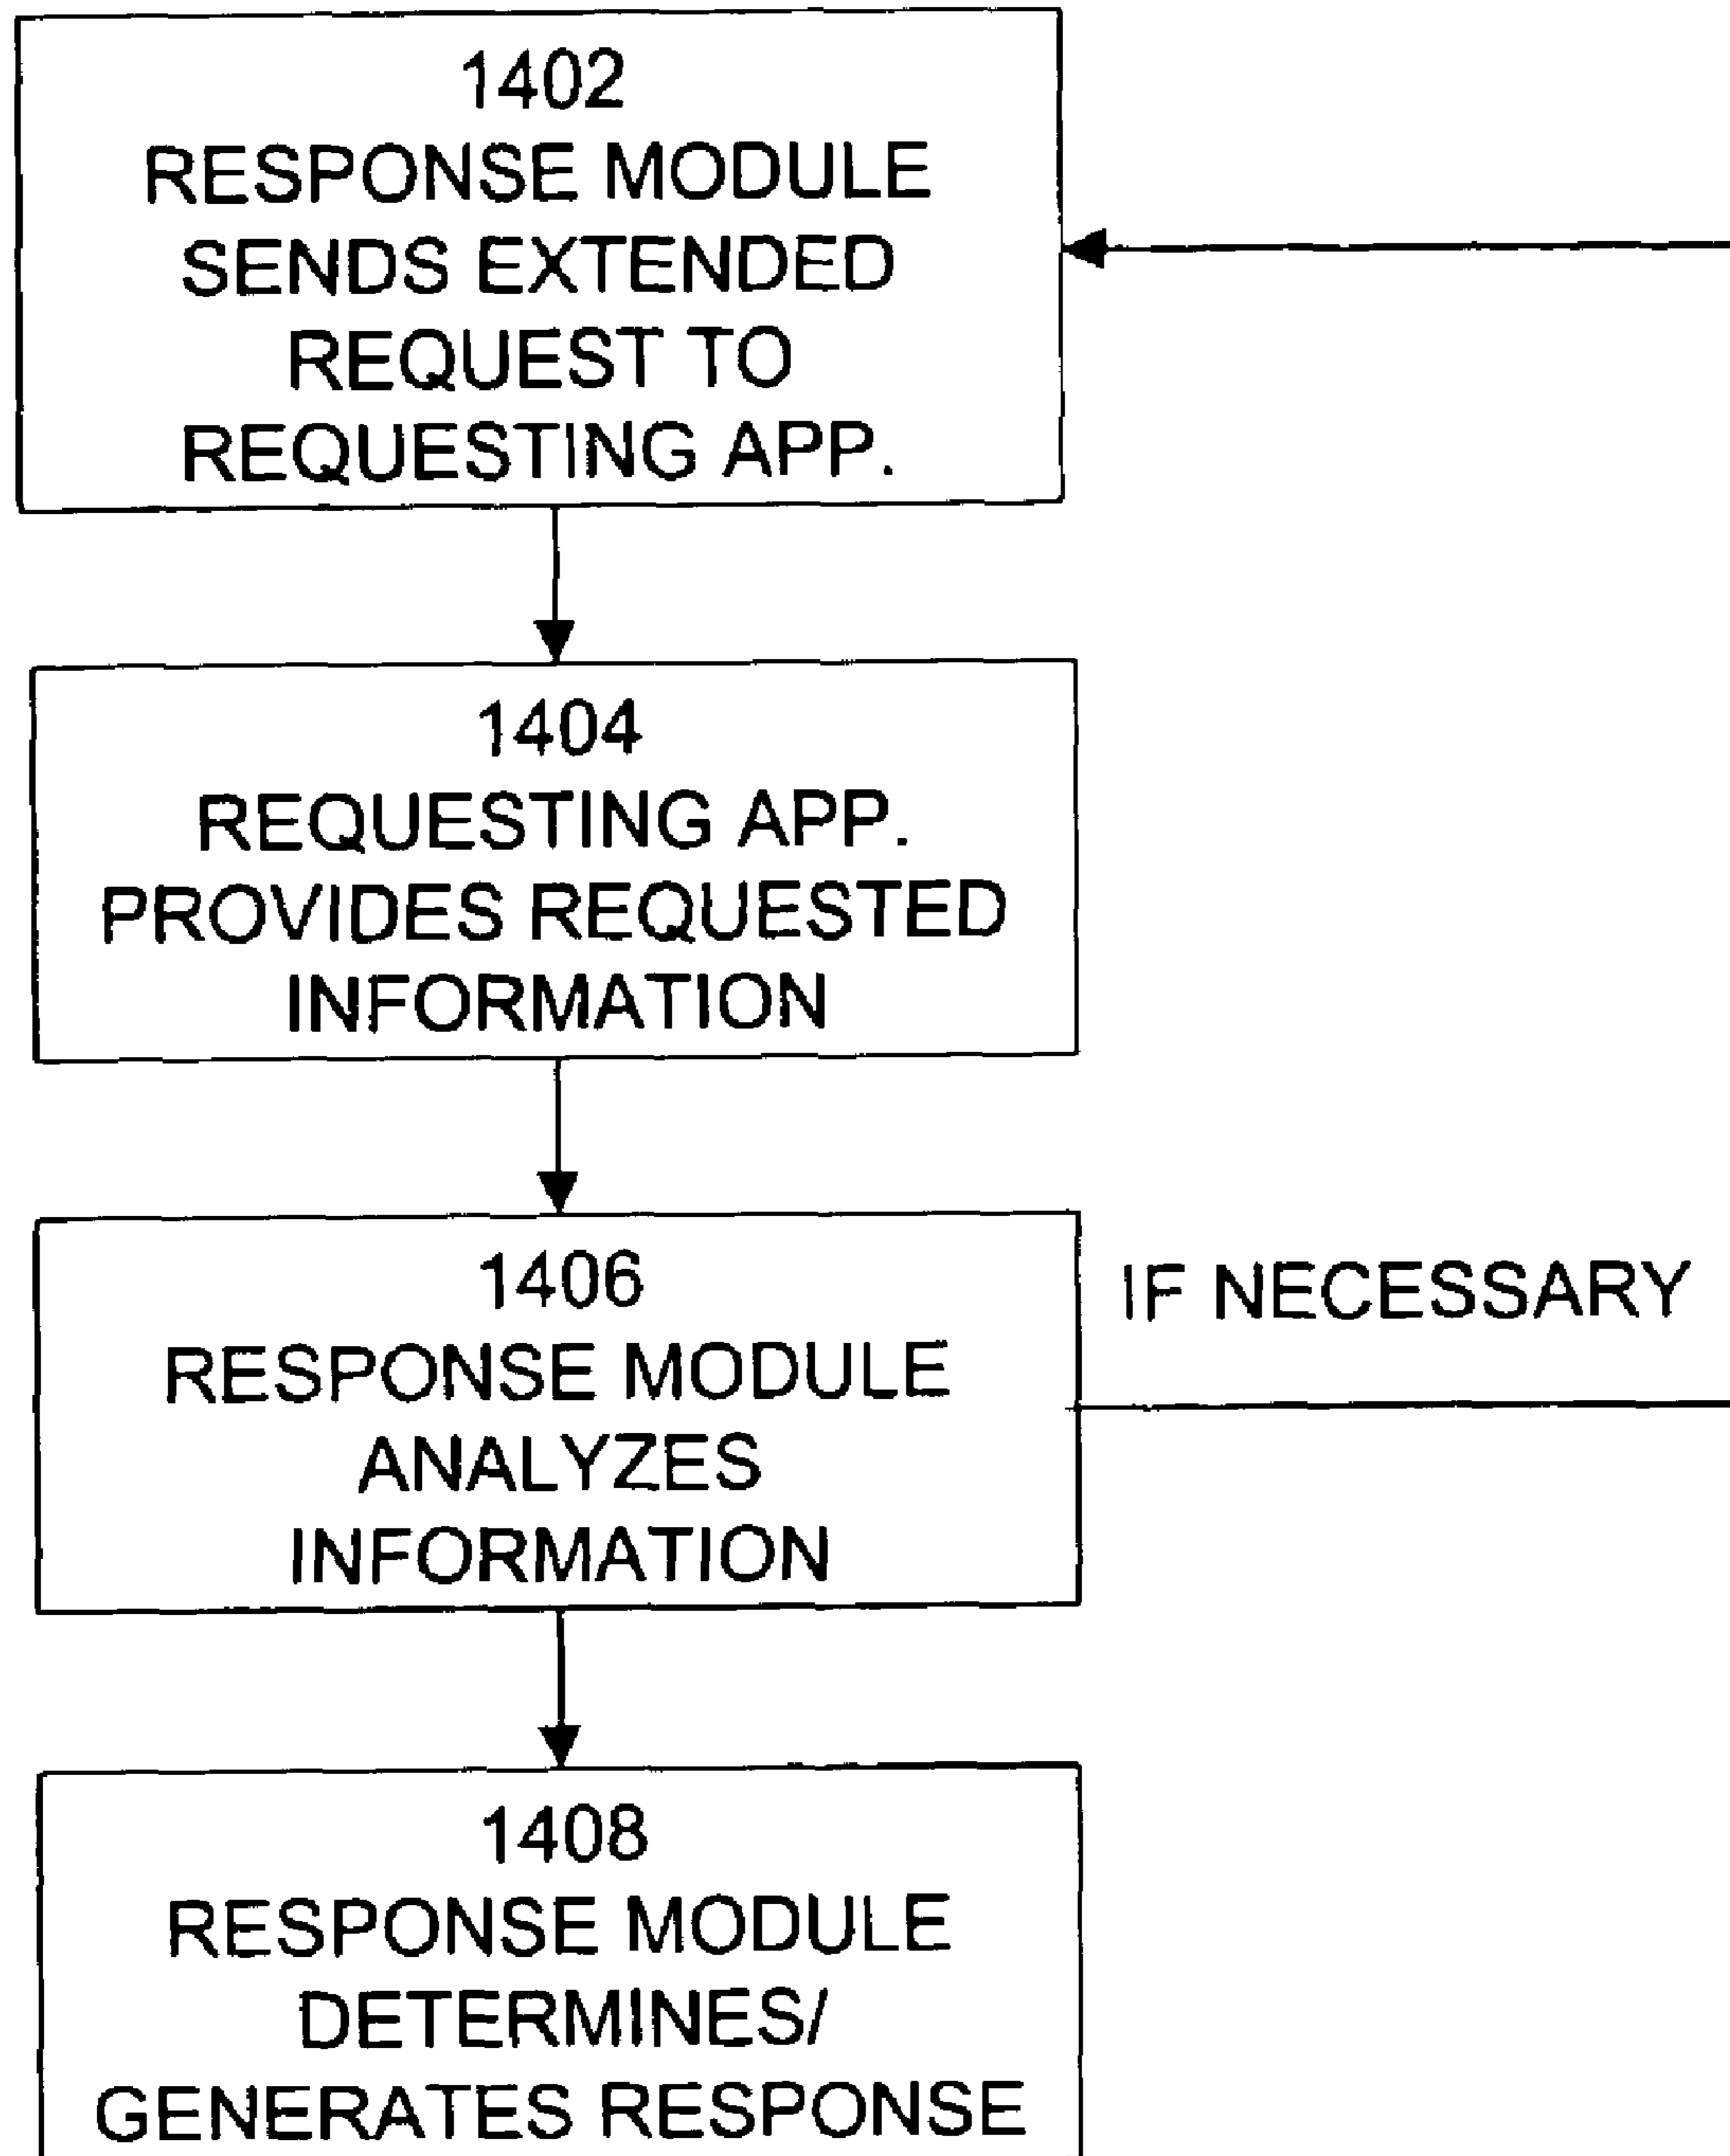 1402
RESPONSE MODULE
SENDS EXTENDED
REQUEST TO
REQUESTING APP.
1404
REQUESTING APP.
PROVIDES REQUESTED
INFORMATION
1406
RESPONSE MODULE
ANALYZES
INFORMATION
IF NECESSARY
1408
RESPONSE MODULE
DETERMINES/
GENERATES RESPONSE